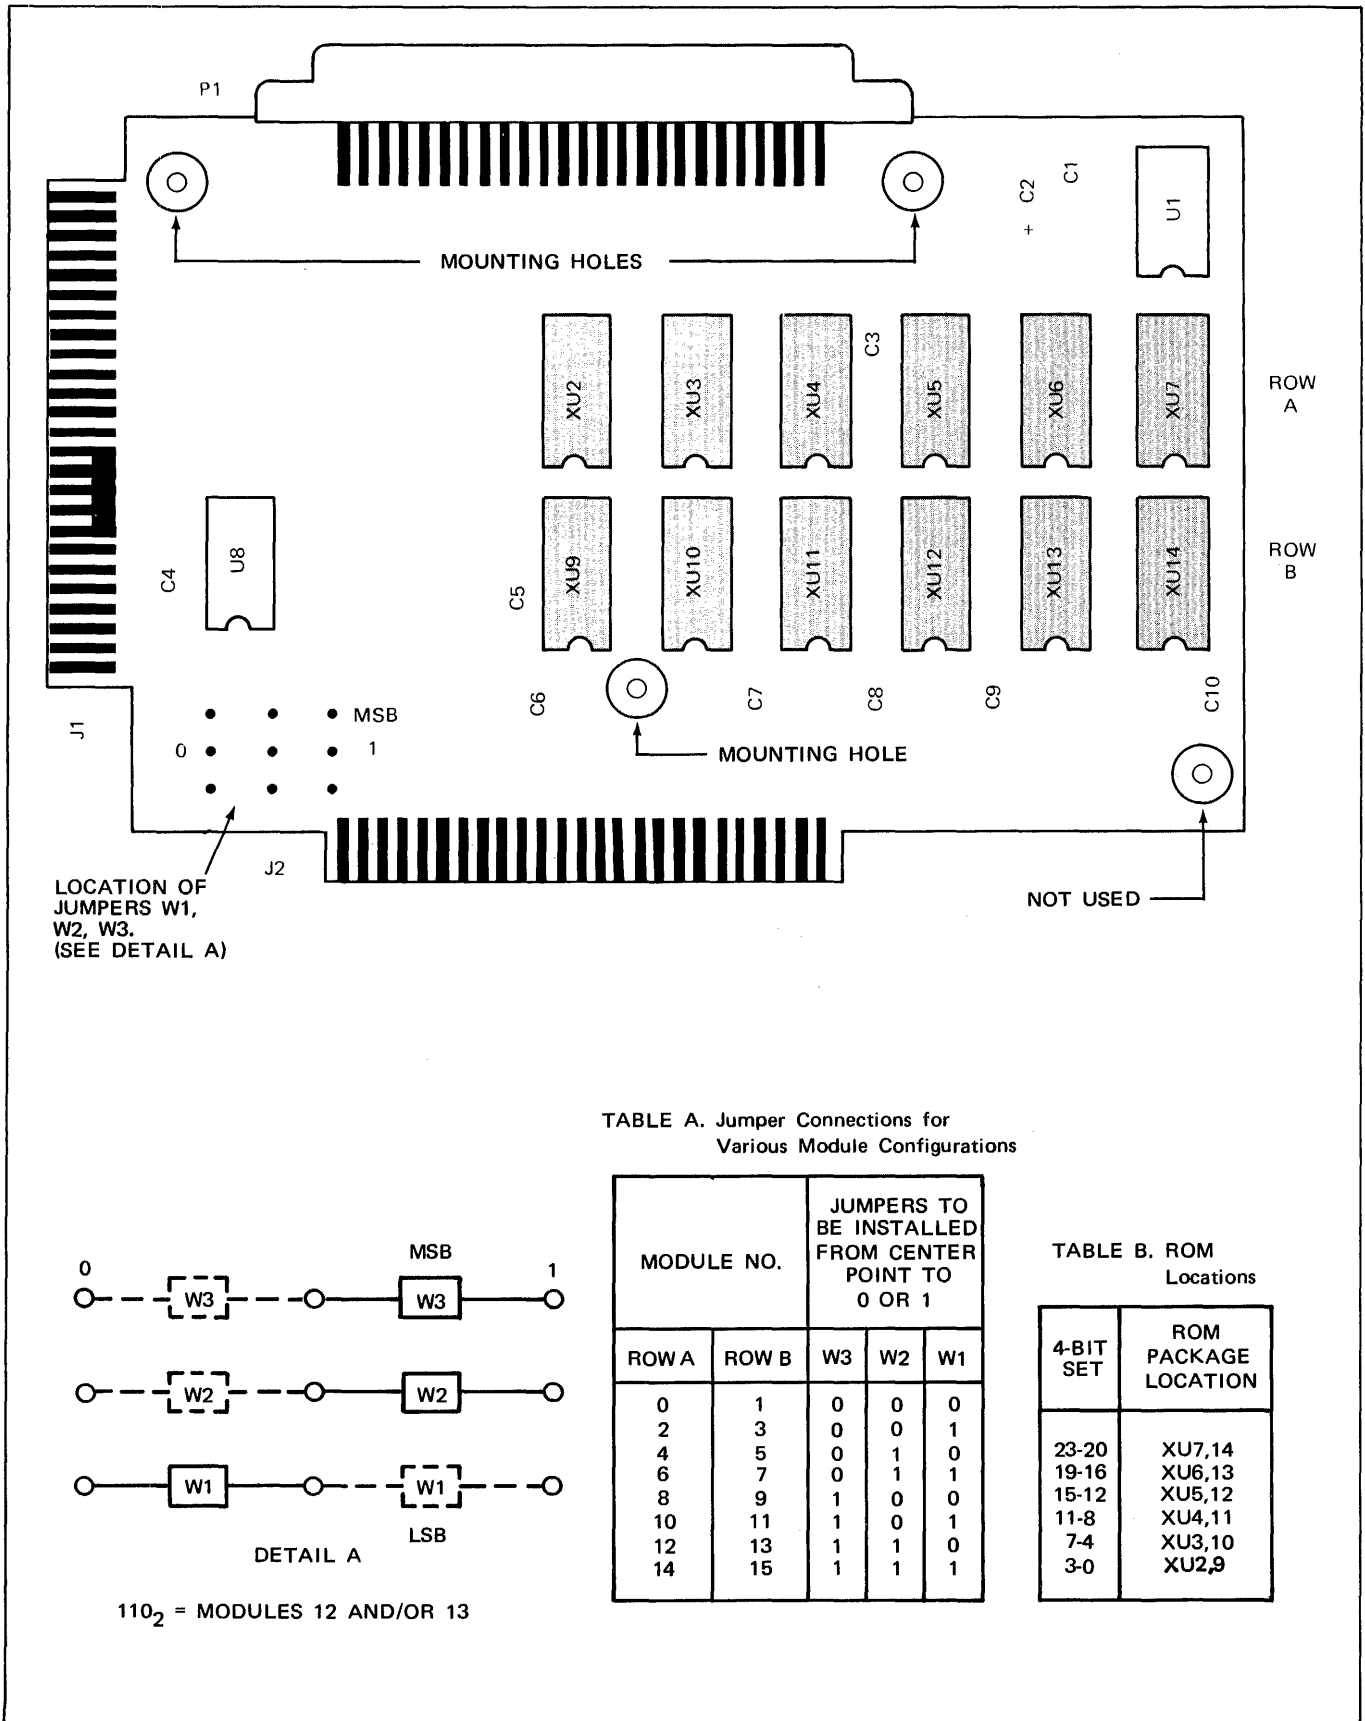 P1
C2
+
C1
U1
MOUNTING HOLES
XU2
XU3
XU4
C3
XU5
XU6
XU7
ROW
A
C4
U8
C5
XU9
XU10
XU11
XU12
XU13
XU14
ROW
B
J1
MSB
0
1
C6
C7
C8
C9
C10
MOUNTING HOLE
J2
LOCATION OF
JUMPERS W1,
W2, W3.
(SEE DETAIL A)
NOT USED
0
MSB
1
W3
W3
W2
W2
W1
W1
LSB
DETAIL A
110₂ = MODULES 12 AND/OR 13
TABLE A. Jumper Connections for
Various Module Configurations
MODULE NO.
JUMPERS TO
BE INSTALLED
FROM CENTER
POINT TO
0 OR 1
ROW A ROW B W3 W2 W1
0 1 0 0 0
2 3 0 0 1
4 5 0 1 0
6 7 0 1 1
8 9 1 0 0
10 11 1 0 1
12 13 1 1 0
14 15 1 1 1
TABLE B. ROM
Locations
4-BIT
SET
ROM
PACKAGE
LOCATION
23-20 XU7,14
19-16 XU6,13
15-12 XU5,12
11-8 XU4,11
7-4 XU3,10
3-0 XU2,9